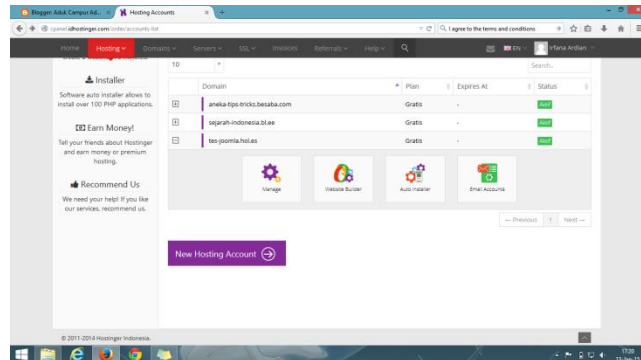 Blogger: Aduk Campur Ad...
Hosting Accounts
cpanel.idhostinger.com/order/accounts-list
I agree to the terms and conditions
Home
Hosting
Domains
Servers
SSL
Invoices
Referrals
Help
EN
Irfana Ardian
Installer
Software auto installer allows to
install over 100 PHP applications.
Earn Money!
Tell your friends about Hostinger
and earn money or premium
hosting.
Recommend Us
We need your help! If you like
our services, recommend us.
10
Search..
Domain
Plan
Expires At
Status
aneka-tips-tricks.besaba.com
Gratis
-
Aktif
sejarah-indonesia.bl.ee
Gratis
-
Aktif
tes-joomla.hol.es
Gratis
-
Aktif
Manage
Website Builder
Auto Installer
Email Accounts
← Previous
1
Next →
New Hosting Account
© 2011-2014 Hostinger Indonesia.
17:20